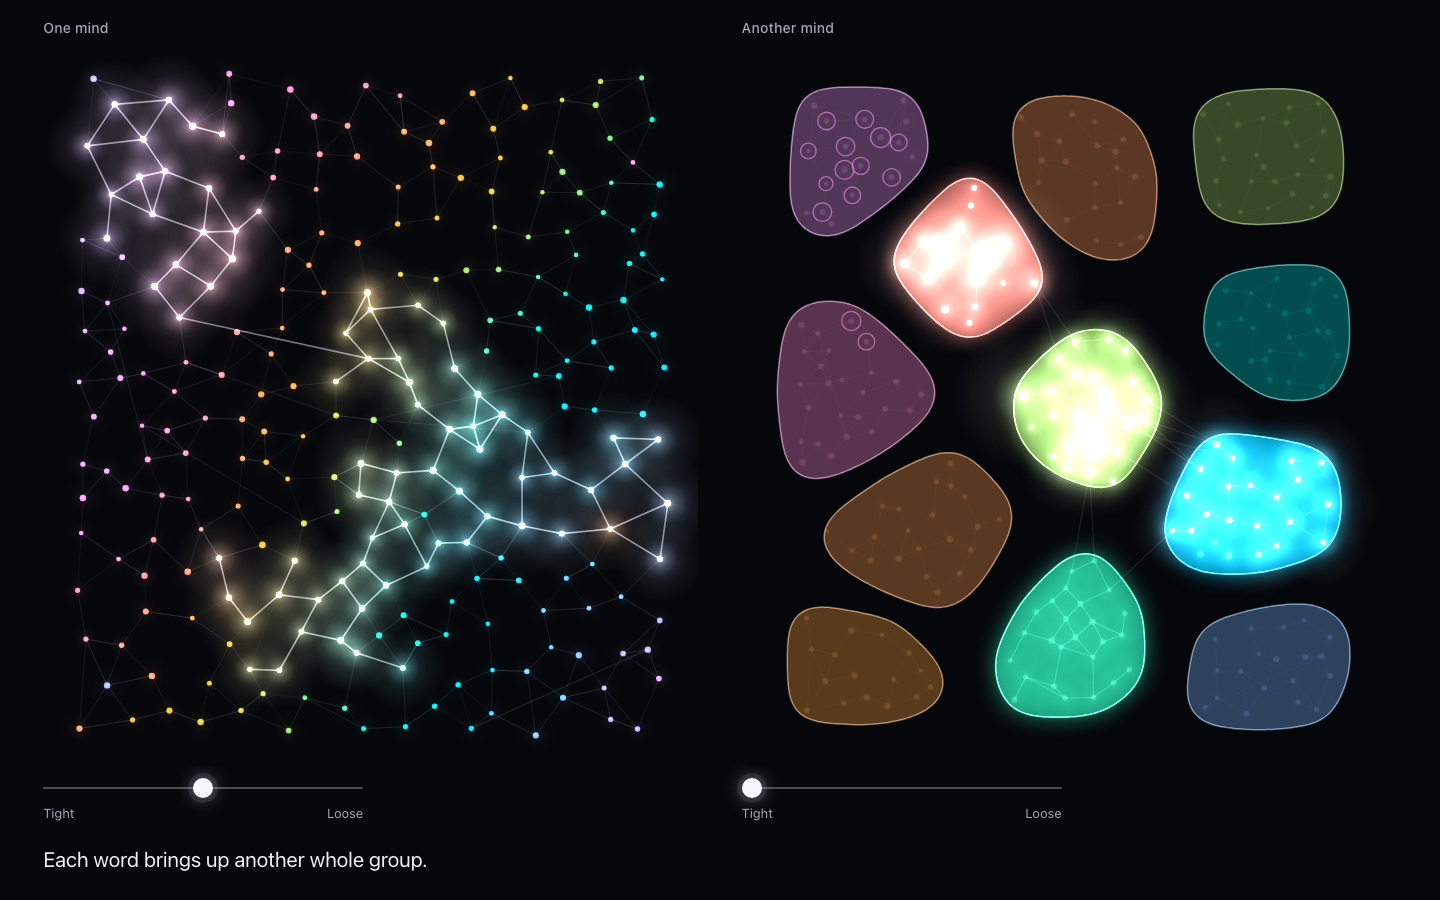 One mind
Another mind
Tight
Loose
Tight
Loose
Each word brings up another whole group.